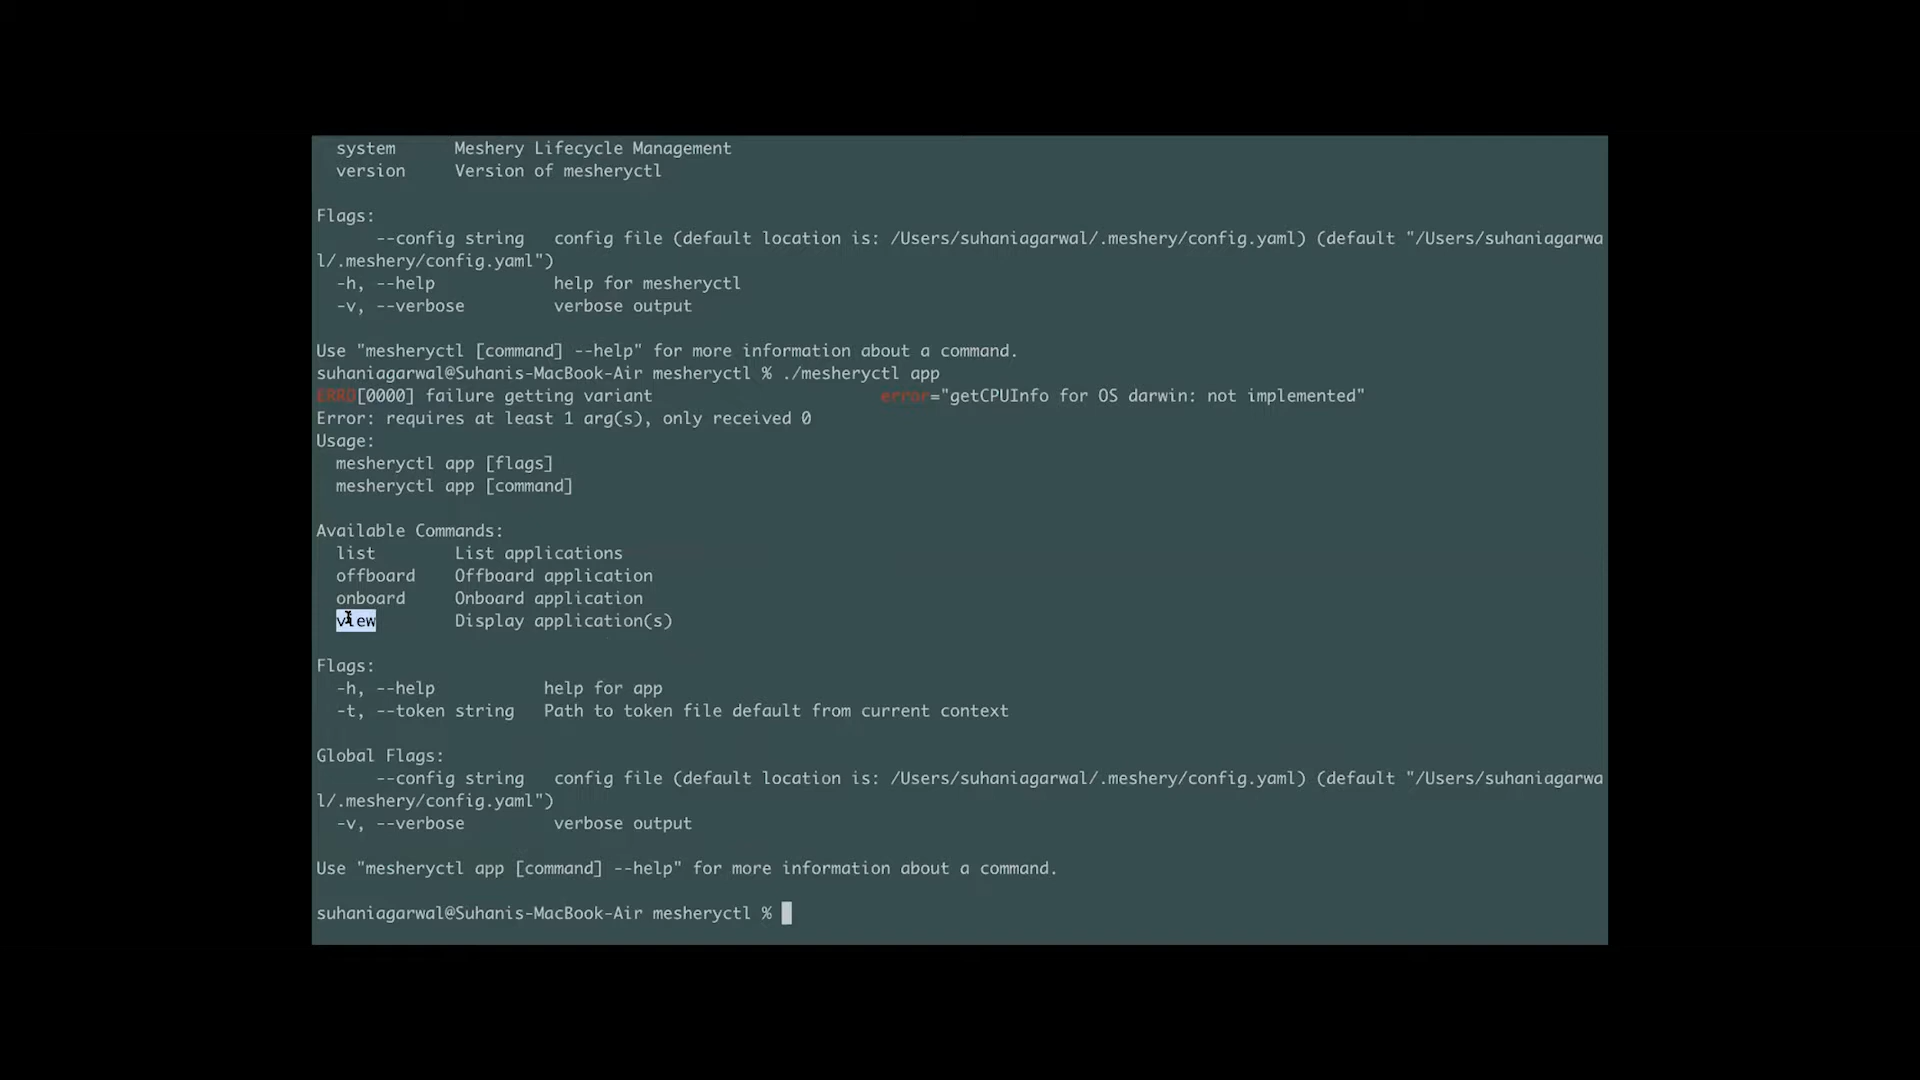 system      Meshery Lifecycle Management
version     Version of mesheryctl
Flags:
--config string   config file (default location is: /Users/suhaniagarwal/.meshery/config.yaml) (default "/Users/suhaniagarwa
l/.meshery/config.yaml")
-h, --help            help for mesheryctl
-v, --verbose         verbose output
Use "mesheryctl [command] --help" for more information about a command.
suhaniagarwal@Suhanis-MacBook-Air mesheryctl % ./mesheryctl app
ERRO[0000] failure getting variant                       error="getCPUInfo for OS darwin: not implemented"
Error: requires at least 1 arg(s), only received 0
Usage:
mesheryctl app [flags]
mesheryctl app [command]
Available Commands:
list        List applications
offboard    Offboard application
onboard     Onboard application
view        Display application(s)
Flags:
-h, --help           help for app
-t, --token string   Path to token file default from current context
Global Flags:
--config string   config file (default location is: /Users/suhaniagarwal/.meshery/config.yaml) (default "/Users/suhaniagarwa
l/.meshery/config.yaml")
-v, --verbose         verbose output
Use "mesheryctl app [command] --help" for more information about a command.
suhaniagarwal@Suhanis-MacBook-Air mesheryctl %